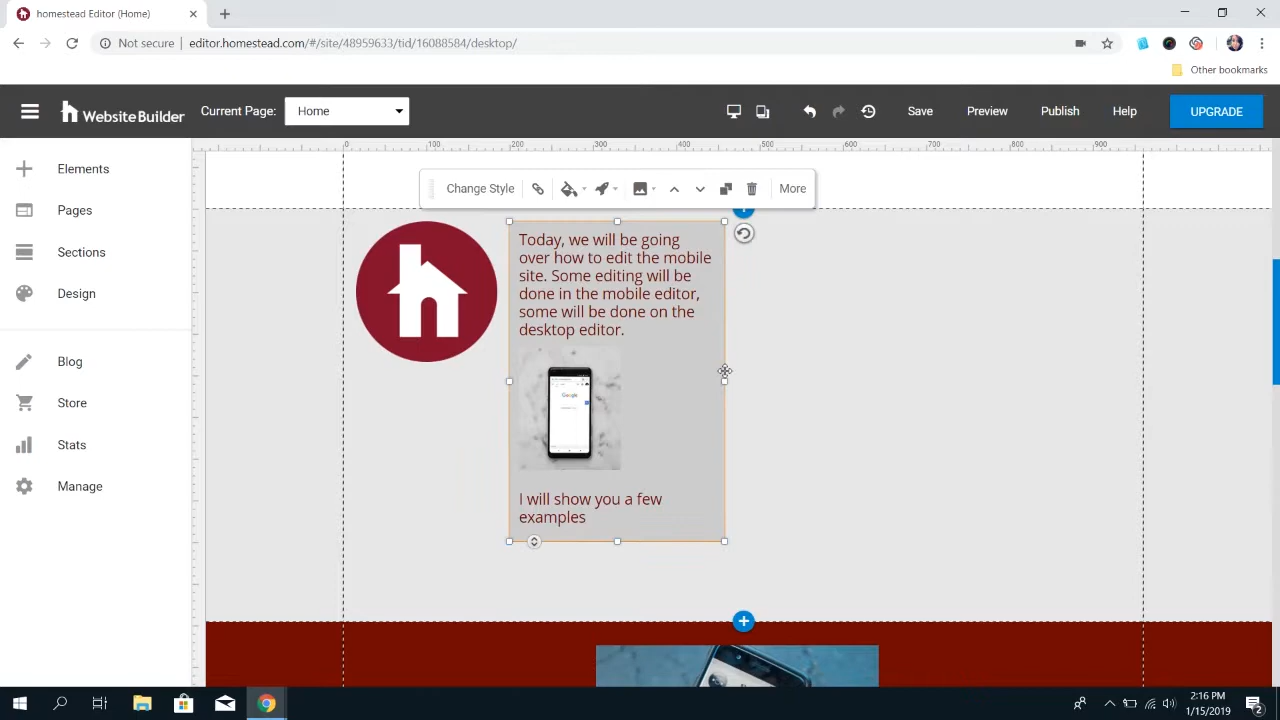 homestead Editor (Home)
Not secure | editor.homestead.com/#/site/48959633/tid/16088584/desktop/
Other bookmarks
WebsiteBuilder Current Page: Home Save Preview Publish Help UPGRADE
0 100 200 300 400 500 600 700 800 900
Elements
Pages
Sections
Design
Blog
Store
Stats
Manage
Change Style More
Today, we will be going
over how to edit the mobile
site. Some editing will be
done in the mobile editor,
some will be done on the
desktop editor.
Google
I will show you a few
examples
2:16 PM
1/15/2019
2